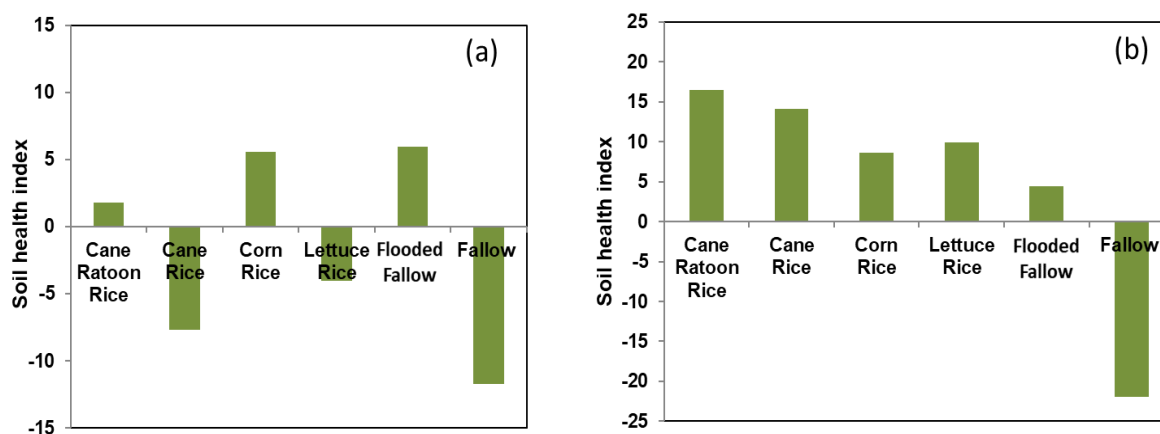 (a)
Soil health index
15
10
5
0
-5
-10
-15
Cane
Ratoon
Rice
Cane
Rice
Corn
Rice
Lettuce
Rice
Flooded
Fallow
Fallow
(b)
Soil health index
25
20
15
10
5
0
-5
-10
-15
-20
-25
Cane
Ratoon
Rice
Cane
Rice
Corn
Rice
Lettuce
Rice
Flooded
Fallow
Fallow